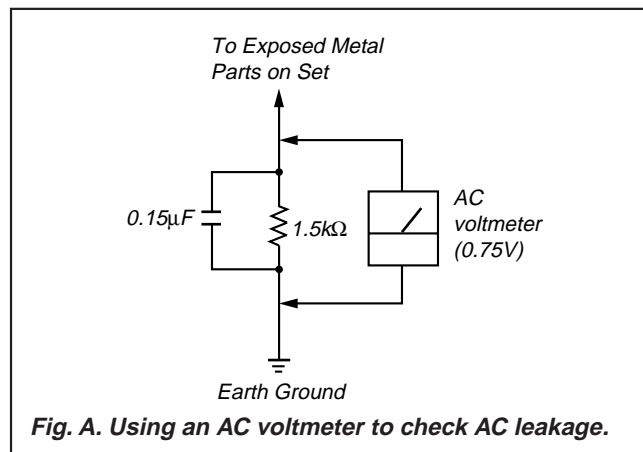 To Exposed Metal
Parts on Set
0.15µF
1.5kΩ
AC
voltmeter
(0.75V)
Earth Ground
Fig. A. Using an AC voltmeter to check AC leakage.